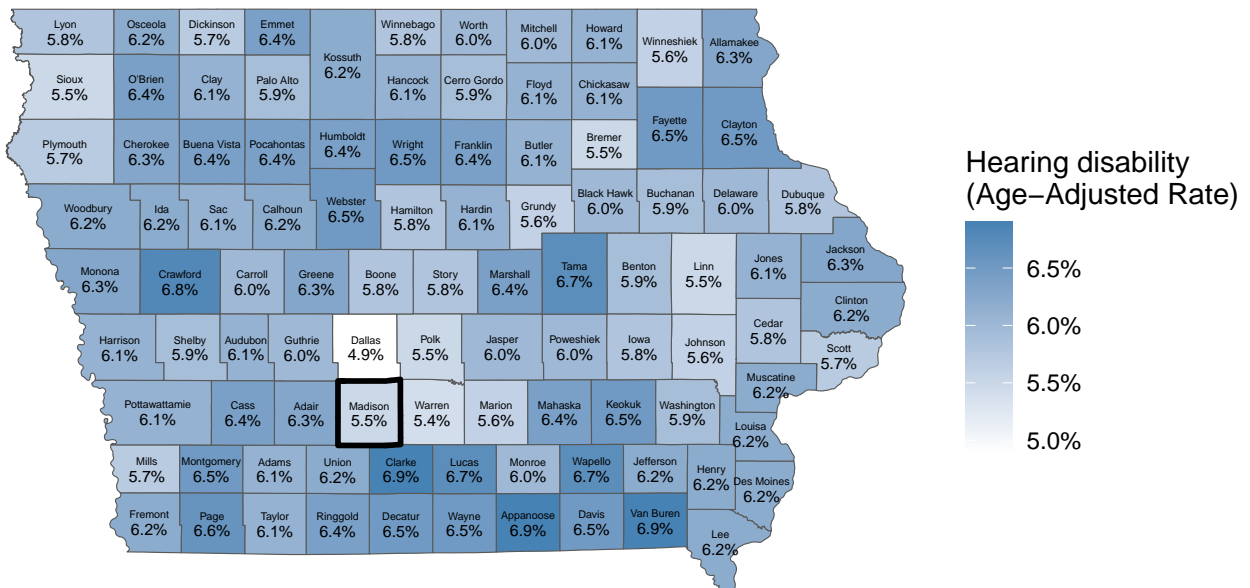 Lyon
5.8%
Osceola
6.2%
Dickinson
5.7%
Emmet
6.4%
Kossuth
6.2%
Winnebago
5.8%
Worth
6.0%
Mitchell
6.0%
Howard
6.1%
Winneshiek
5.6%
Allamakee
6.3%
Sioux
5.5%
O'Brien
6.4%
Clay
6.1%
Palo Alto
5.9%
Hancock
6.1%
Cerro Gordo
5.9%
Floyd
6.1%
Chickasaw
6.1%
Plymouth
5.7%
Cherokee
6.3%
Buena Vista
6.4%
Pocahontas
6.4%
Humboldt
6.4%
Wright
6.5%
Franklin
6.4%
Butler
6.1%
Bremer
5.5%
Fayette
6.5%
Clayton
6.5%
Woodbury
6.2%
Ida
6.2%
Sac
6.1%
Calhoun
6.2%
Webster
6.5%
Hamilton
5.8%
Hardin
6.1%
Grundy
5.6%
Black Hawk
6.0%
Buchanan
5.9%
Delaware
6.0%
Dubuque
5.8%
Monona
6.3%
Crawford
6.8%
Carroll
6.0%
Greene
6.3%
Boone
5.8%
Story
5.8%
Marshall
6.4%
Tama
6.7%
Benton
5.9%
Linn
5.5%
Jones
6.1%
Jackson
6.3%
Clinton
6.2%
Harrison
6.1%
Shelby
5.9%
Audubon
6.1%
Guthrie
6.0%
Dallas
4.9%
Polk
5.5%
Jasper
6.0%
Poweshiek
6.0%
Iowa
5.8%
Johnson
5.6%
Cedar
5.8%
Scott
5.7%
Muscatine
6.2%
Pottawattamie
6.1%
Cass
6.4%
Adair
6.3%
Madison
5.5%
Warren
5.4%
Marion
5.6%
Mahaska
6.4%
Keokuk
6.5%
Washington
5.9%
Louisa
6.2%
Mills
5.7%
Montgomery
6.5%
Adams
6.1%
Union
6.2%
Clarke
6.9%
Lucas
6.7%
Monroe
6.0%
Wapello
6.7%
Jefferson
6.2%
Henry
6.2%
Des Moines
6.2%
Fremont
6.2%
Page
6.6%
Taylor
6.1%
Ringgold
6.4%
Decatur
6.5%
Wayne
6.5%
Appanoose
6.9%
Davis
6.5%
Van Buren
6.9%
Lee
6.2%
Hearing disability
(Age−Adjusted Rate)
6.5%
6.0%
5.5%
5.0%